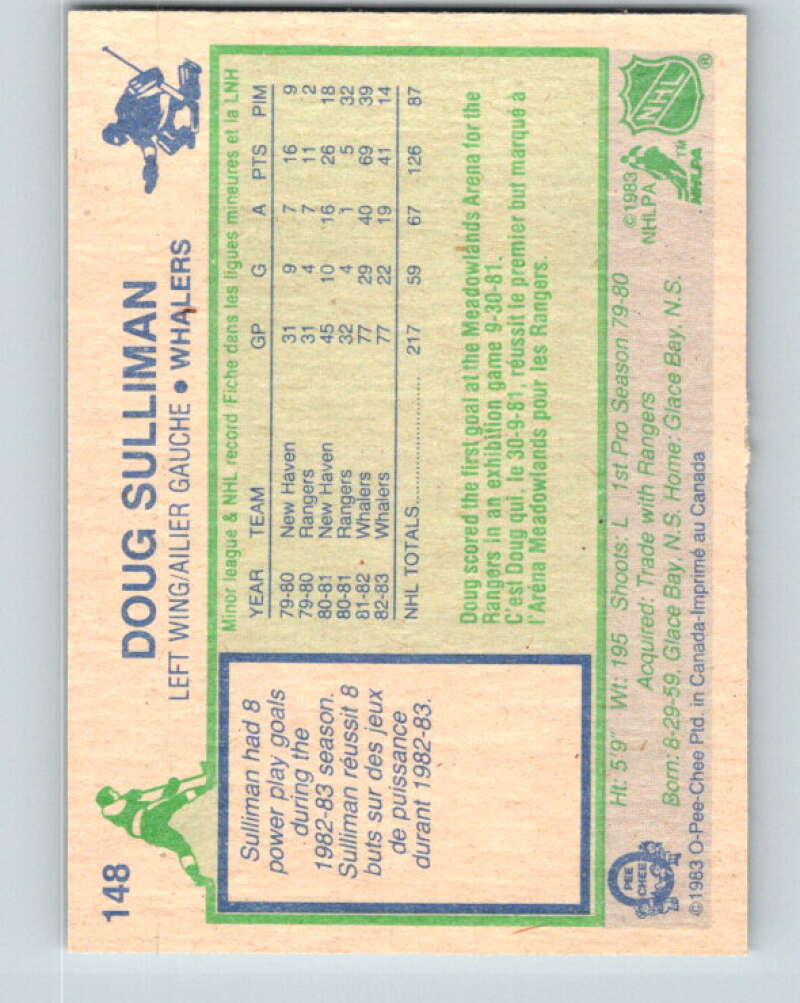 148
DOUG SULLIMAN
LEFT WING/AILIER GAUCHE ● WHALERS
Sulliman had 8
power play goals
during the
1982-83 season.
Sulliman réussit 8
buts sur des jeux
de puissance
durant 1982-83.
Minor league & NHL record Fiche dans les ligues mineures et la LNH
YEAR TEAM GP G A PTS PIM
79-80 New Haven 31 9 7 16 9
79-80 Rangers 31 4 7 11 2
80-81 New Haven 45 10 16 26 18
80-81 Rangers 32 4 1 5 32
81-82 Whalers 77 29 40 69 39
82-83 Whalers 77 22 19 41 14
NHL TOTALS.................... 217 59 67 126 87
Doug scored the first goal at the Meadowlands Arena for the
Rangers in an exhibition game 9-30-81.
C'est Doug qui, le 30-9-81, réussit le premier but marqué a
l'Aréna Meadowlands pour les Rangers.
Ht: 5'9" Wt: 195 Shoots: L 1st Pro Season 79-80
Acquired: Trade with Rangers
Born: 8-29-59, Glace Bay, N.S. Home: Glace Bay, N.S.
©1983 O-Pee-Chee Ptd. in Canada-Imprimé au Canada
O PEE CHEE
©1983
NHLPA
NHLPA
TM
NHL
®